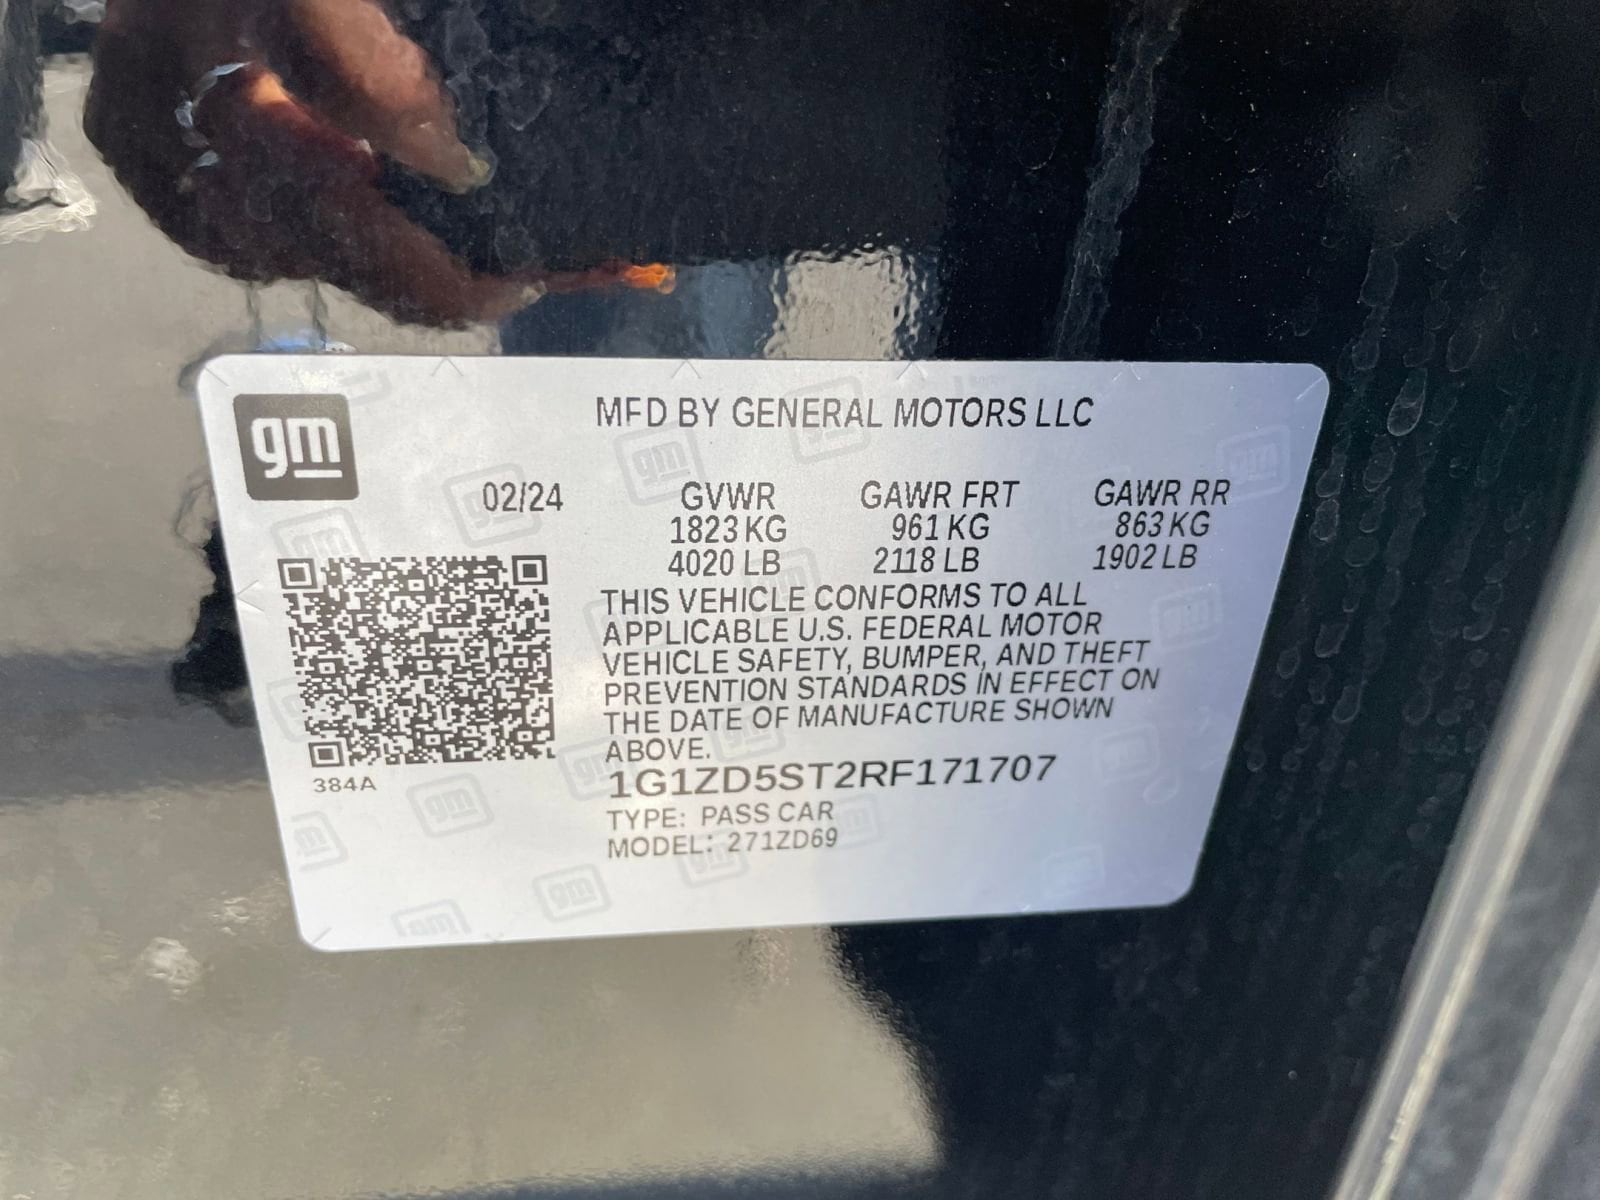 gm
MFD BY GENERAL MOTORS LLC
02/24 GVWR GAWR FRT GAWR RR
1823 KG 961 KG 863 KG
4020 LB 2118 LB 1902 LB
THIS VEHICLE CONFORMS TO ALL
APPLICABLE U.S. FEDERAL MOTOR
VEHICLE SAFETY, BUMPER, AND THEFT
PREVENTION STANDARDS IN EFFECT ON
THE DATE OF MANUFACTURE SHOWN
ABOVE.
384A
1G1ZD5ST2RF171707
TYPE: PASS CAR
MODEL: 271ZD69